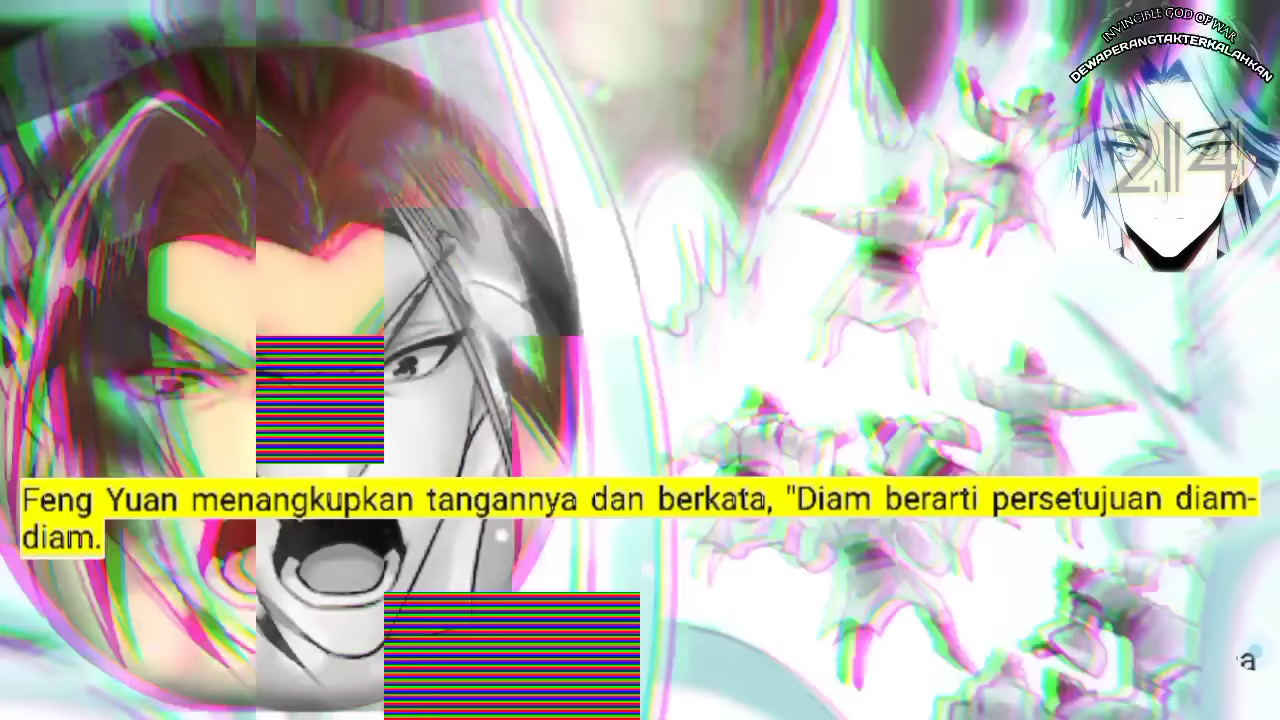 INVINCIBLE GOD OF WAR
DEWAPERANGTAKTERKALAHKAN
214
Feng Yuan menangkupkan tangannya dan berkata, "Diam berarti persetujuan diam-
diam.
a